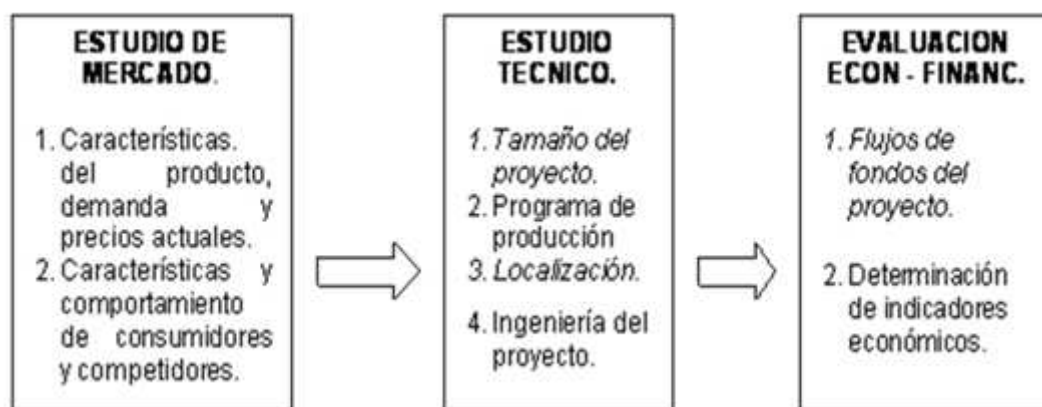 ESTUDIO DE
MERCADO.
1. Características.
del producto,
demanda y
precios actuales.
2. Características y
comportamiento
de consumidores
y competidores.
ESTUDIO
TECNICO.
1. Tamaño del
proyecto.
2. Programa de
producción
3. Localización.
4. Ingeniería del
proyecto.
EVALUACION
ECON - FINANC.
1. Flujos de
fondos del
proyecto.
2. Determinación
de indicadores
económicos.